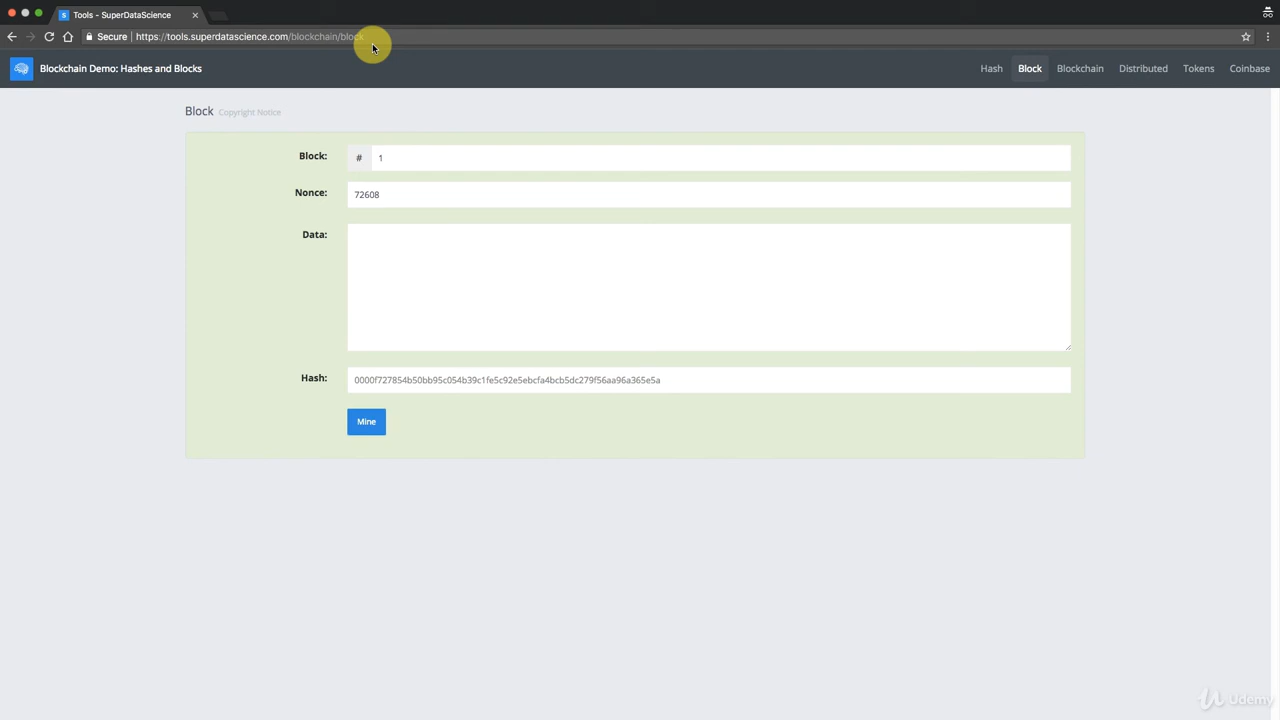 Tools - SuperDataScience
Secure https://tools.superdatascience.com/blockchain/block
Blockchain Demo: Hashes and Blocks Hash Block Blockchain Distributed Tokens Coinbase
Block Copyright Notice
Block: # 1
Nonce: 72608
Data:
Hash: 0000f727854b50bb95c054b39c1fe5c92e5ebcfa4bcb5dc279f56aa96a365e5a
Mine
Udemy